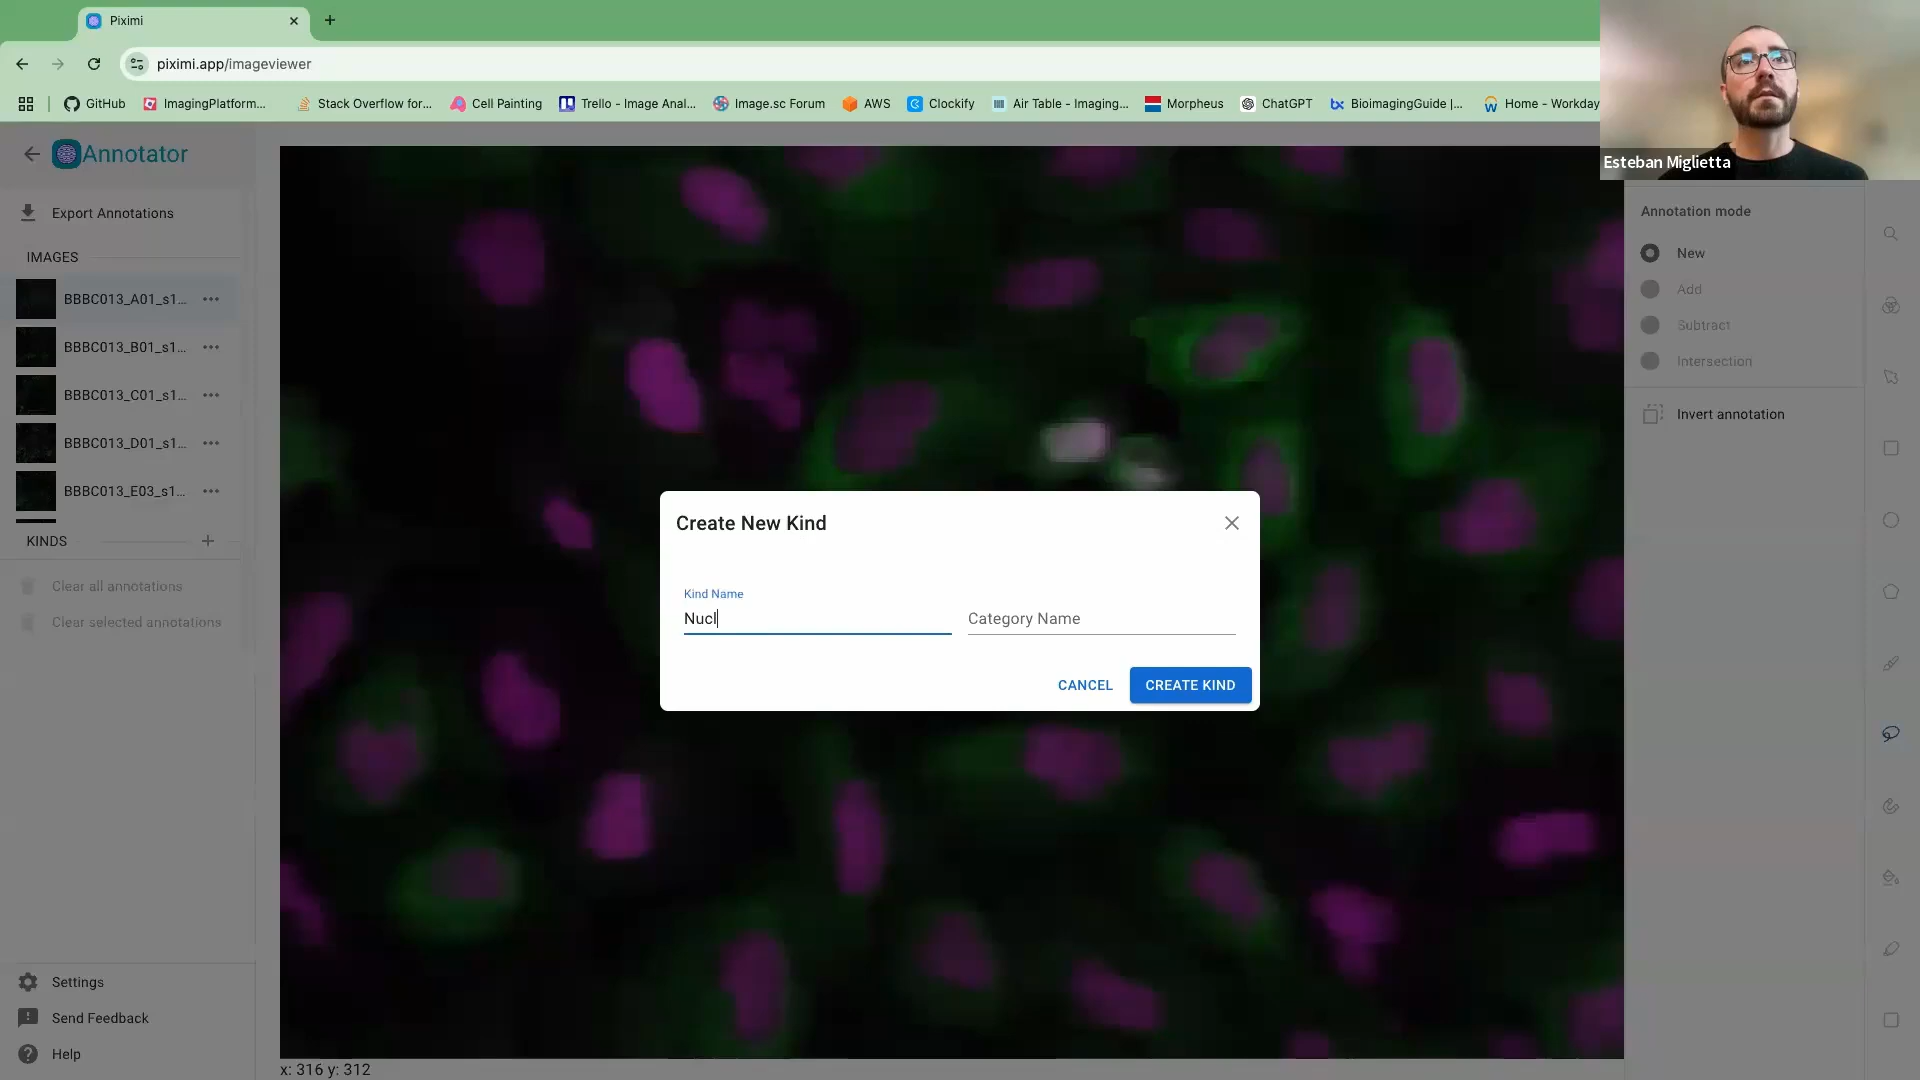 Piximi
piximi.app/imageviewer
GitHub
ImagingPlatform...
Stack Overflow for...
Cell Painting
Trello - Image Anal...
Image.sc Forum
AWS
Clockify
Air Table - Imaging...
Morpheus
ChatGPT
BioimagingGuide |...
Home - Workday
Esteban Miglietta
Annotator
Export Annotations
IMAGES
BBBC013_A01_s1...
BBBC013_B01_s1...
BBBC013_C01_s1...
BBBC013_D01_s1...
BBBC013_E03_s1...
KINDS
Clear all annotations
Clear selected annotations
Settings
Send Feedback
Help
Create New Kind
Kind Name
Nucl
Category Name
CANCEL
CREATE KIND
x: 316 y: 312
Annotation mode
New
Add
Subtract
Intersection
Invert annotation